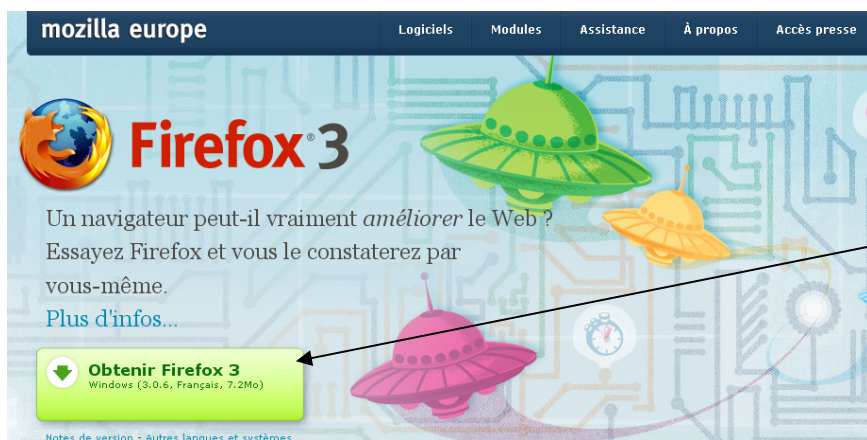 mozilla europe
Logiciels Modules Assistance À propos Accès presse
Firefox® 3
Un navigateur peut-il vraiment améliorer le Web ?
Essayez Firefox et vous le constaterez par
vous-même.
Plus d'infos...
Obtenir Firefox 3
Windows (3.0.6, Français, 7.2Mo)
Notes de version - Autres langues et systèmes